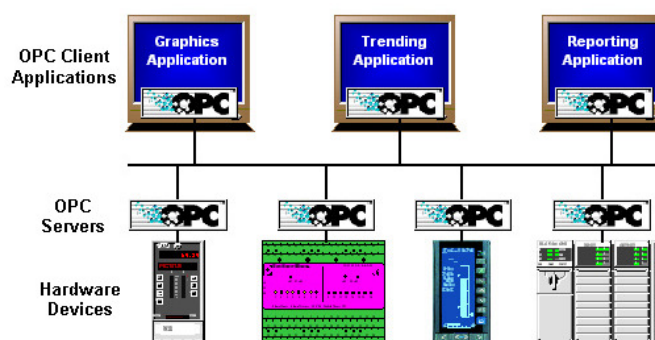 OPC Client
Applications
Graphics
Application
OPC
Trending
Application
OPC
Reporting
Application
OPC
OPC
Servers
OPC
OPC
OPC
OPC
Hardware
Devices